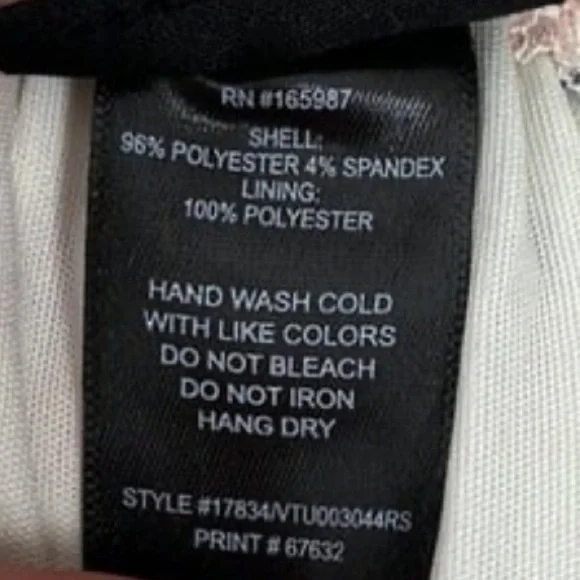 RN #165987
SHELL:
96% POLYESTER 4% SPANDEX
LINING:
100% POLYESTER
HAND WASH COLD
WITH LIKE COLORS
DO NOT BLEACH
DO NOT IRON
HANG DRY
STYLE #17834/VTU003044RS
PRINT # 67632